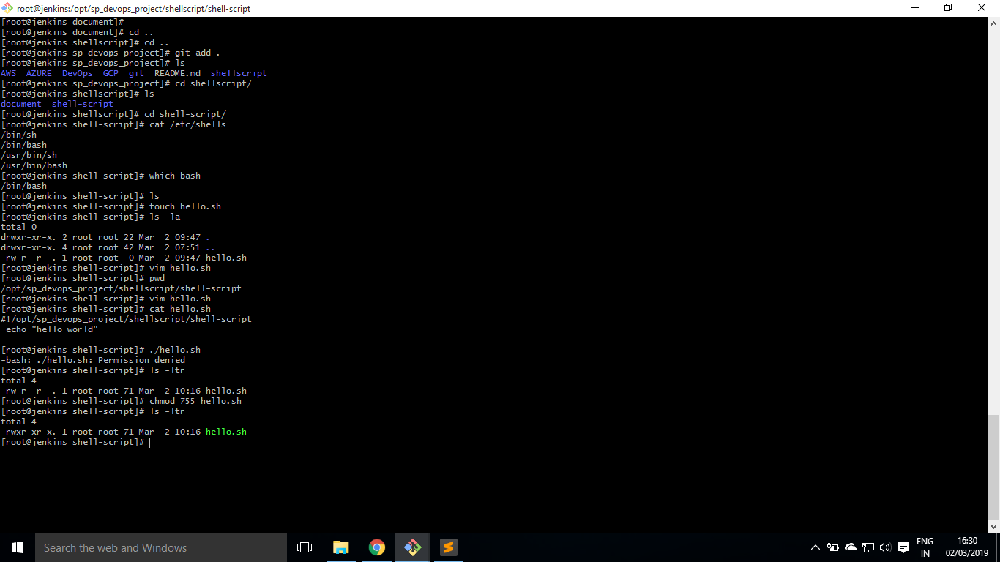 root@jenkins:/opt/sp_devops_project/shellscript/shell-script
[root@jenkins document]#
[root@jenkins document]# cd ..
[root@jenkins shellscript]# cd ..
[root@jenkins sp_devops_project]# git add .
[root@jenkins sp_devops_project]# ls
AWS  AZURE  DevOps  GCP  git  README.md  shellscript
[root@jenkins sp_devops_project]# cd shellscript/
[root@jenkins shellscript]# ls
document  shell-script
[root@jenkins shellscript]# cd shell-script/
[root@jenkins shell-script]# cat /etc/shells
/bin/sh
/bin/bash
/usr/bin/sh
/usr/bin/bash
[root@jenkins shell-script]# which bash
/bin/bash
[root@jenkins shell-script]# ls
[root@jenkins shell-script]# touch hello.sh
[root@jenkins shell-script]# ls -la
total 0
drwxr-xr-x. 2 root root 22 Mar  2 09:47 .
drwxr-xr-x. 4 root root 42 Mar  2 07:51 ..
-rw-r--r--. 1 root root  0 Mar  2 09:47 hello.sh
[root@jenkins shell-script]# vim hello.sh
[root@jenkins shell-script]# pwd
/opt/sp_devops_project/shellscript/shell-script
[root@jenkins shell-script]# vim hello.sh
[root@jenkins shell-script]# cat hello.sh
#!/opt/sp_devops_project/shellscript/shell-script
 echo "hello world"
[root@jenkins shell-script]# ./hello.sh
-bash: ./hello.sh: Permission denied
[root@jenkins shell-script]# ls -ltr
total 4
-rw-r--r--. 1 root root 71 Mar  2 10:16 hello.sh
[root@jenkins shell-script]# chmod 755 hello.sh
[root@jenkins shell-script]# ls -ltr
total 4
-rwxr-xr-x. 1 root root 71 Mar  2 10:16 hello.sh
[root@jenkins shell-script]#
Search the web and Windows
ENG
IN
16:30
02/03/2019